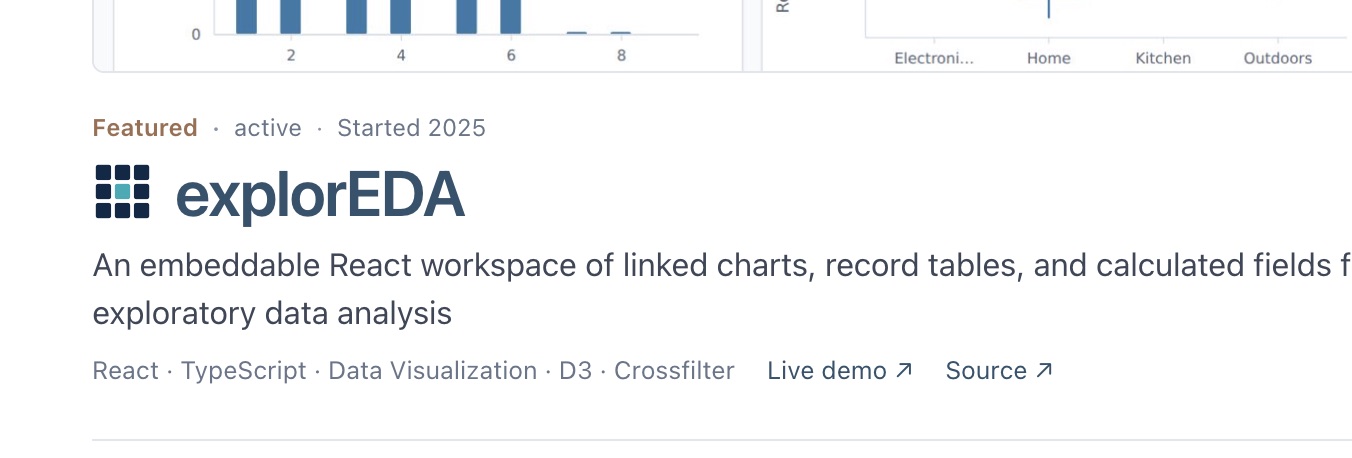 0
2 4 6 8
Electroni... Home Kitchen Outdoors
Featured · active · Started 2025
explorEDA
An embeddable React workspace of linked charts, record tables, and calculated fields
exploratory data analysis
React · TypeScript · Data Visualization · D3 · Crossfilter Live demo ↗ Source ↗